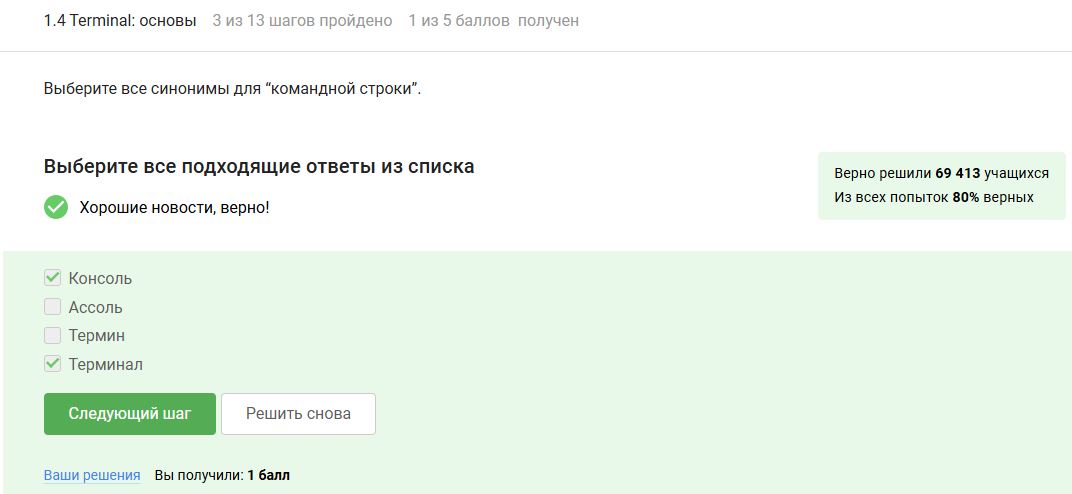 1.4 Terminal: основы 3 из 13 шагов пройдено 1 из 5 баллов получен
Выберите все синонимы для “командной строки”.
Выберите все подходящие ответы из списка
Хорошие новости, верно!
Верно решили 69 413 учащихся
Из всех попыток 80% верных
Консоль
Ассоль
Термин
Терминал
Следующий шаг Решить снова
Ваши решения Вы получили: 1 балл